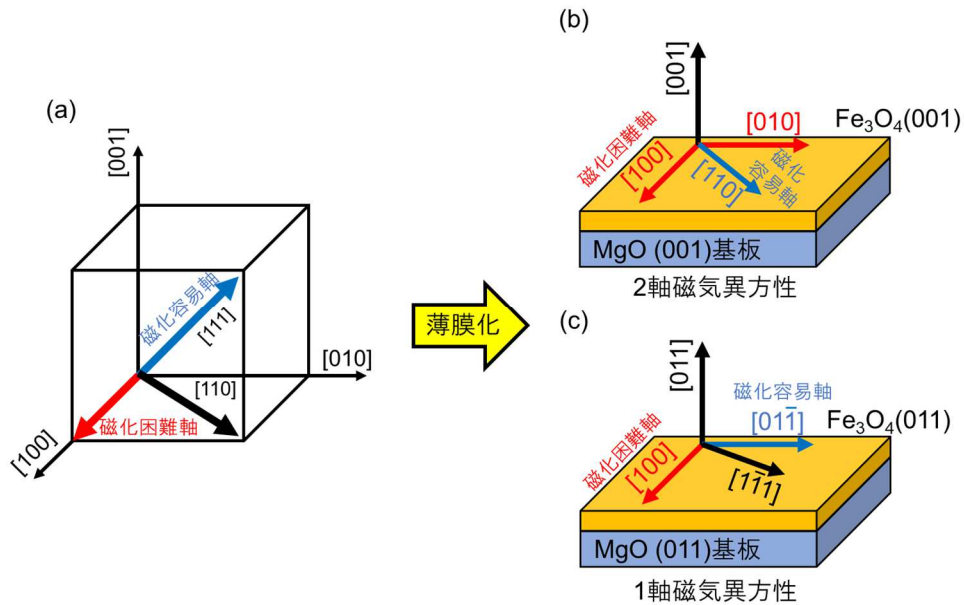 (a)
[001]
磁化容易軸
[111]
[010]
[110]
磁化困難軸
[100]
薄膜化
(b)
[001]
Fe₃O₄(001)
[010]
磁化困難軸
[100]
[110]
磁化
容易軸
MgO (001)基板
2軸磁気異方性
(c)
[011]
磁化容易軸
[011̅]
Fe₃O₄(011)
磁化困難軸
[100]
[11̅1]
MgO (011)基板
1軸磁気異方性